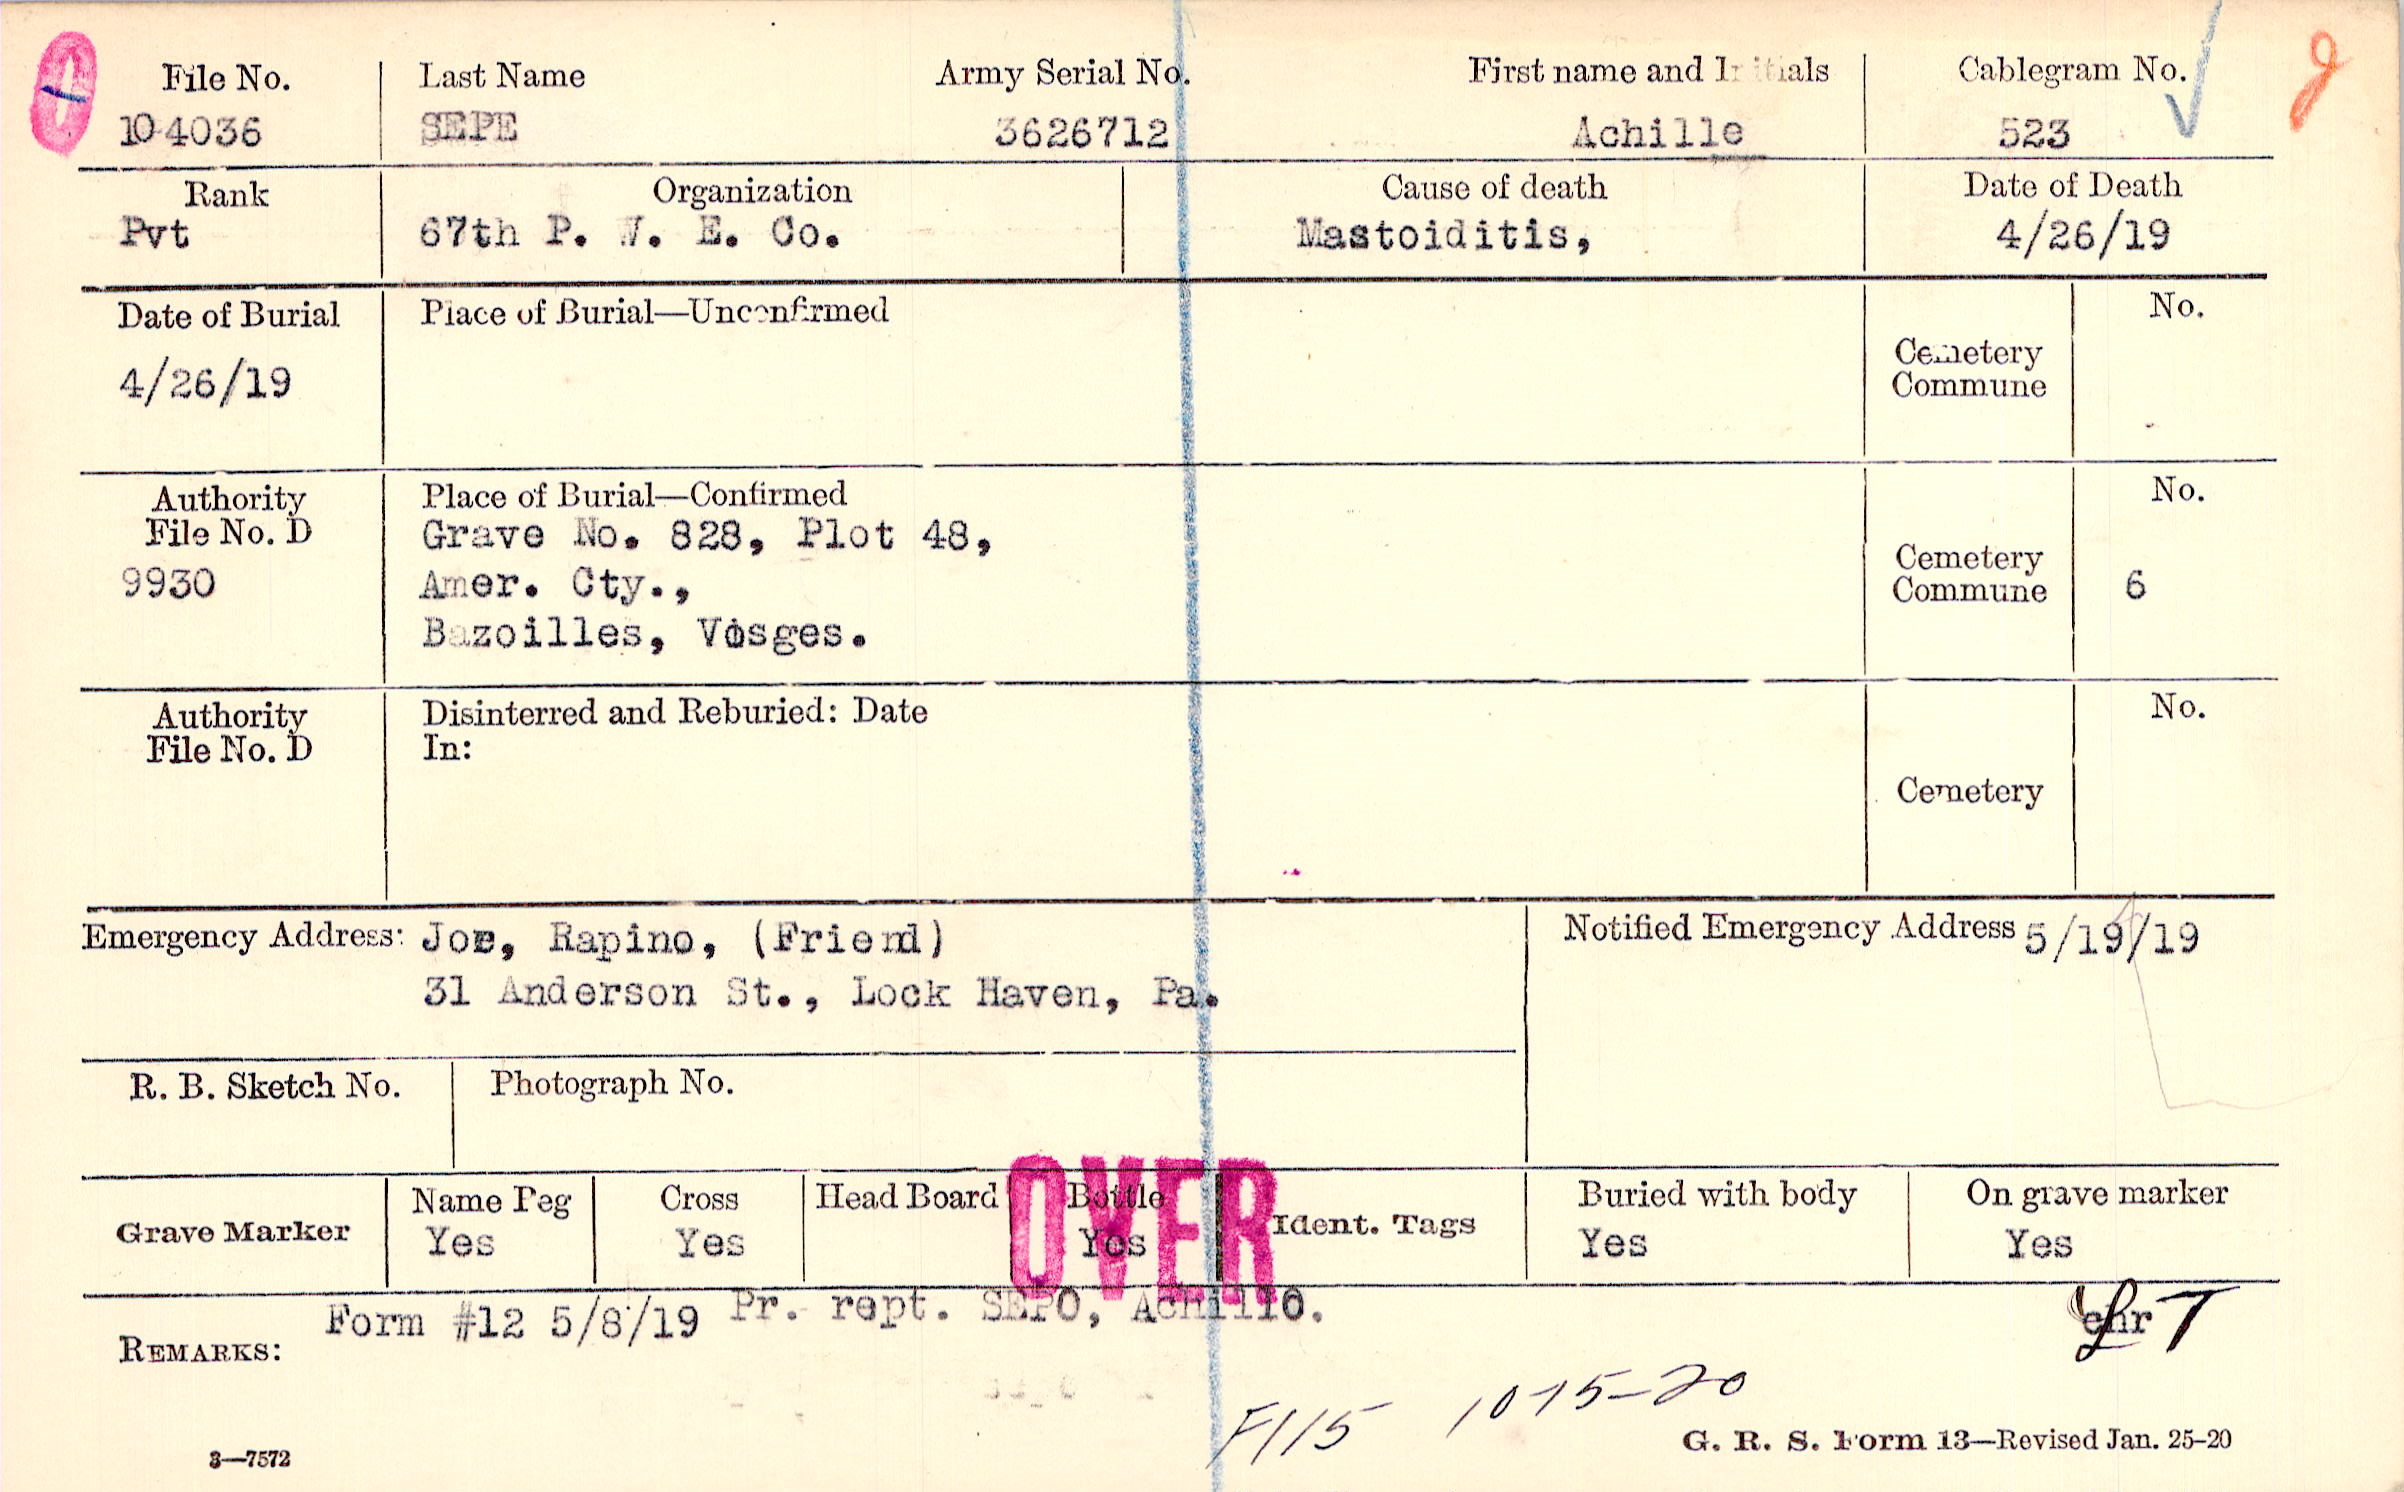 File No. Last Name Army Serial No. First name and Initials Cablegram No.
104036 SEPE 3626712 Achille 523
Rank Organization Cause of death Date of Death
Pvt 67th P. W. E. Co. Mastoiditis, 4/26/19
Date of Burial Place of Burial—Unconfirmed No.
4/26/19 Cemetery
Commune
Authority Place of Burial—Confirmed No.
File No. D Grave No. 828, Plot 48,
9930 Amer. Cty., Cemetery
Commune 6
Bazoilles, Vosges.
Authority Disinterred and Reburied: Date No.
File No. D In:
Cemetery
Emergency Address: Joe, Rapino, (Friend) Notified Emergency Address 5/19/19
31 Anderson St., Lock Haven, Pa.
R. B. Sketch No. Photograph No.
OVER
Name Peg Cross Head Board Bottle Buried with body On grave marker
Grave Marker Ident. Tags
Yes Yes Yes Yes Yes
Form #12 5/8/19 Pr. rept. SEPO, Achillo.
REMARKS:
F115 10-15-20
3—7572 G. R. S. Form 13—Revised Jan. 25-20